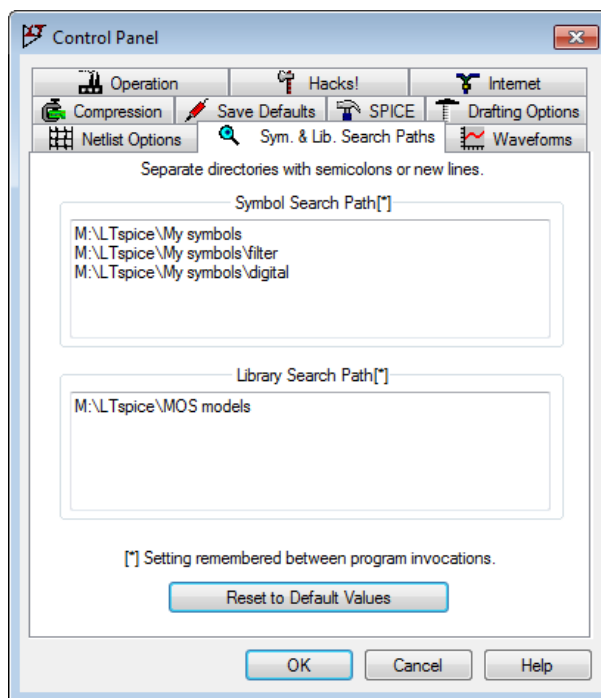 Control Panel
Operation
Hacks!
Internet
Compression
Save Defaults
SPICE
Drafting Options
Netlist Options
Sym. & Lib. Search Paths
Waveforms
Separate directories with semicolons or new lines.
Symbol Search Path[*]
M:\LTspice\My symbols
M:\LTspice\My symbols\filter
M:\LTspice\My symbols\digital
Library Search Path[*]
M:\LTspice\MOS models
[*] Setting remembered between program invocations.
Reset to Default Values
OK
Cancel
Help